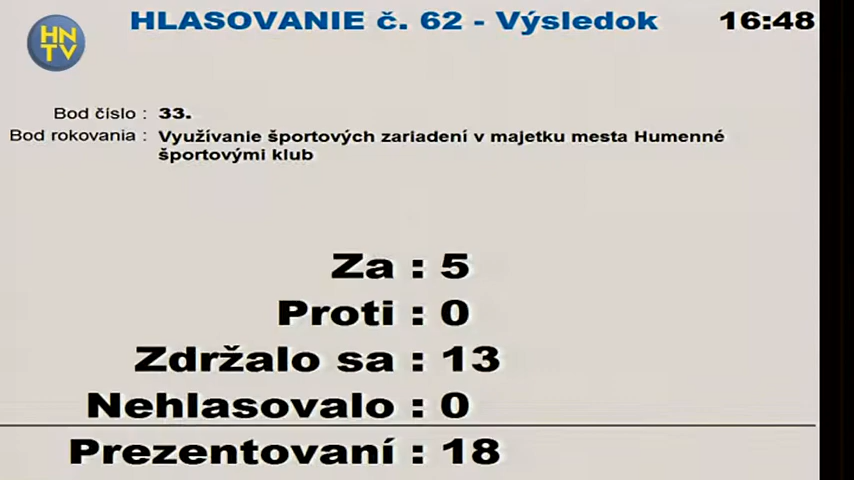 HN
TV
HLASOVANIE č. 62 - Výsledok 16:48
Bod číslo : 33.
Bod rokovania : Využívanie športových zariadení v majetku mesta Humenné
športovými klub
Za : 5
Proti : 0
Zdržalo sa : 13
Nehlasovalo : 0
Prezentovaní : 18